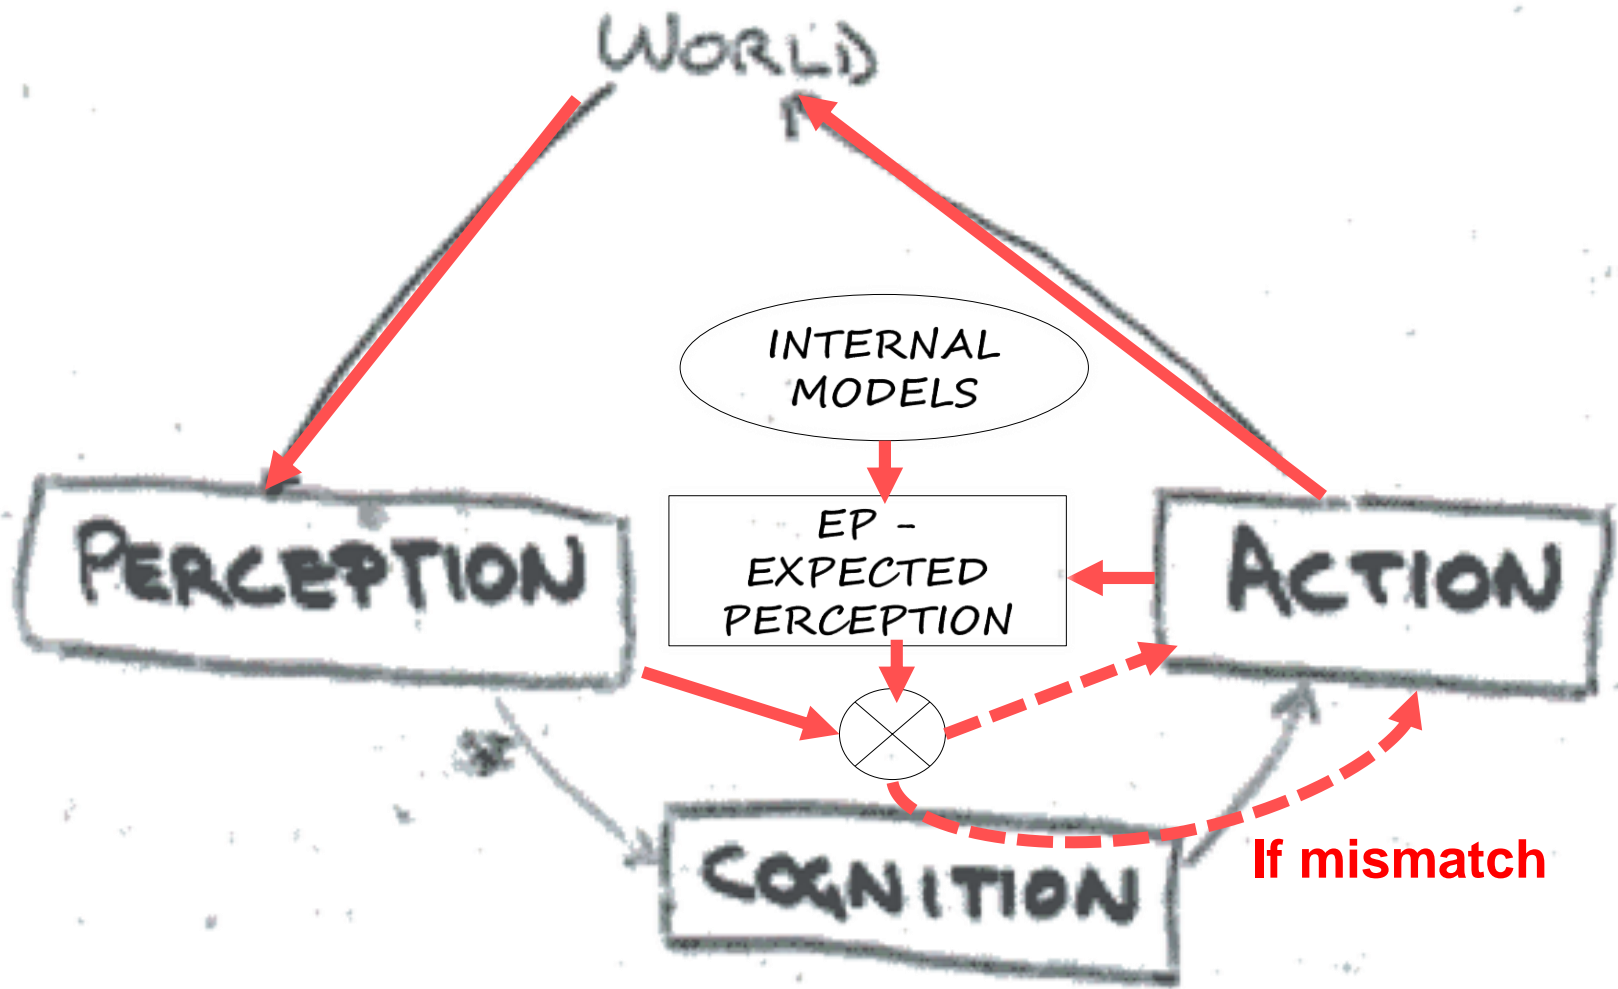 WORLD
INTERNAL
MODELS
EP -
EXPECTED
PERCEPTION
PERCEPTION
ACTION
COGNITION
If mismatch